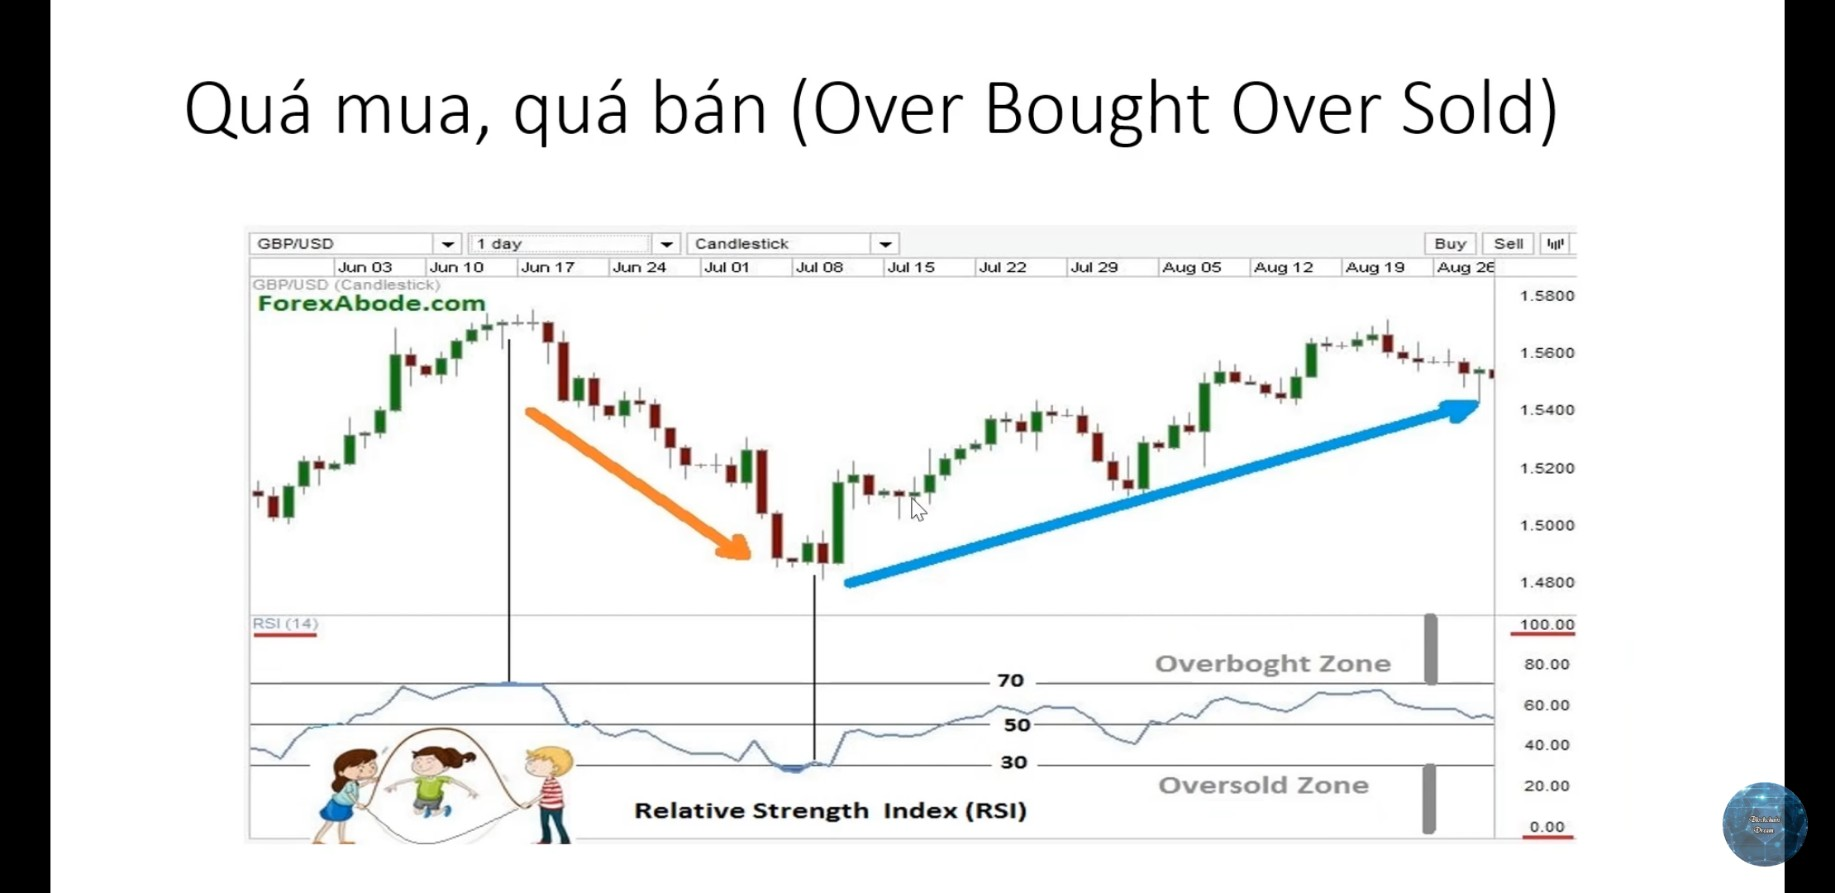 Quá mua, quá bán (Over Bought Over Sold)
GBP/USD 1 day Candlestick Buy Sell
Jun 03 Jun 10 Jun 17 Jun 24 Jul 01 Jul 08 Jul 15 Jul 22 Jul 29 Aug 05 Aug 12 Aug 19 Aug 26
GBP/USD (Candlestick)
ForexAbode.com
1.5800
1.5600
1.5400
1.5200
1.5000
1.4800
RSI (14)
100.00
Overboght Zone
80.00
70
60.00
50
40.00
30
Oversold Zone
20.00
Relative Strength Index (RSI)
0.00
Blockchain
Dream